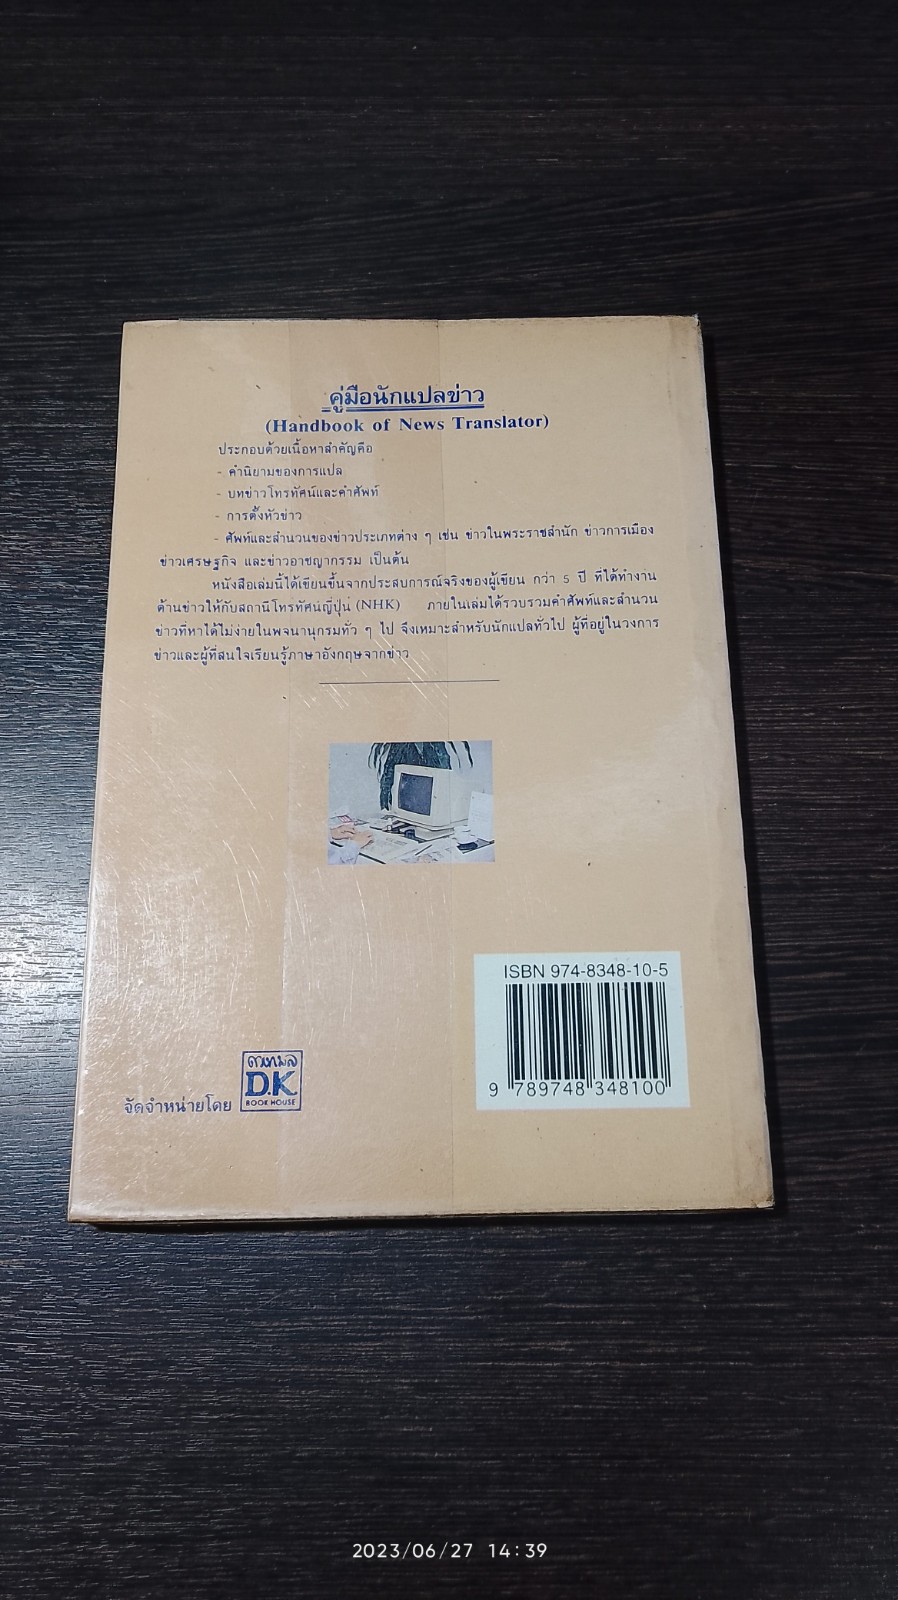 คู่มือนักแปลข่าว
(Handbook of News Translator)
ประกอบด้วยเนื้อหาสำคัญคือ
- คำนิยามของการแปล
- บทข่าวโทรทัศน์และคำศัพท์
- การตั้งหัวข่าว
- ศัพท์และสำนวนของข่าวประเภทต่าง ๆ เช่น ข่าวในพระราชสำนัก ข่าวการเมือง
ข่าวเศรษฐกิจ และข่าวอาชญากรรม เป็นต้น
หนังสือเล่มนี้ได้เขียนขึ้นจากประสบการณ์จริงของผู้เขียน กว่า 5 ปี ที่ได้ทำงาน
ด้านข่าวให้กับสถานีโทรทัศน์ญี่ปุ่น (NHK) ภายในเล่มได้รวบรวมคำศัพท์และสำนวน
ข่าวที่หาได้ไม่ง่ายในพจนานุกรมทั่ว ๆ ไป จึงเหมาะสำหรับนักแปลทั่วไป ผู้ที่อยู่ในวงการ
ข่าวและผู้ที่สนใจเรียนรู้ภาษาอังกฤษจากข่าว
ISBN 974-8348-10-5
9 789748 348100
ดวงกมล
D.K.
BOOK HOUSE
จัดจำหน่ายโดย
2023/06/27 14:39